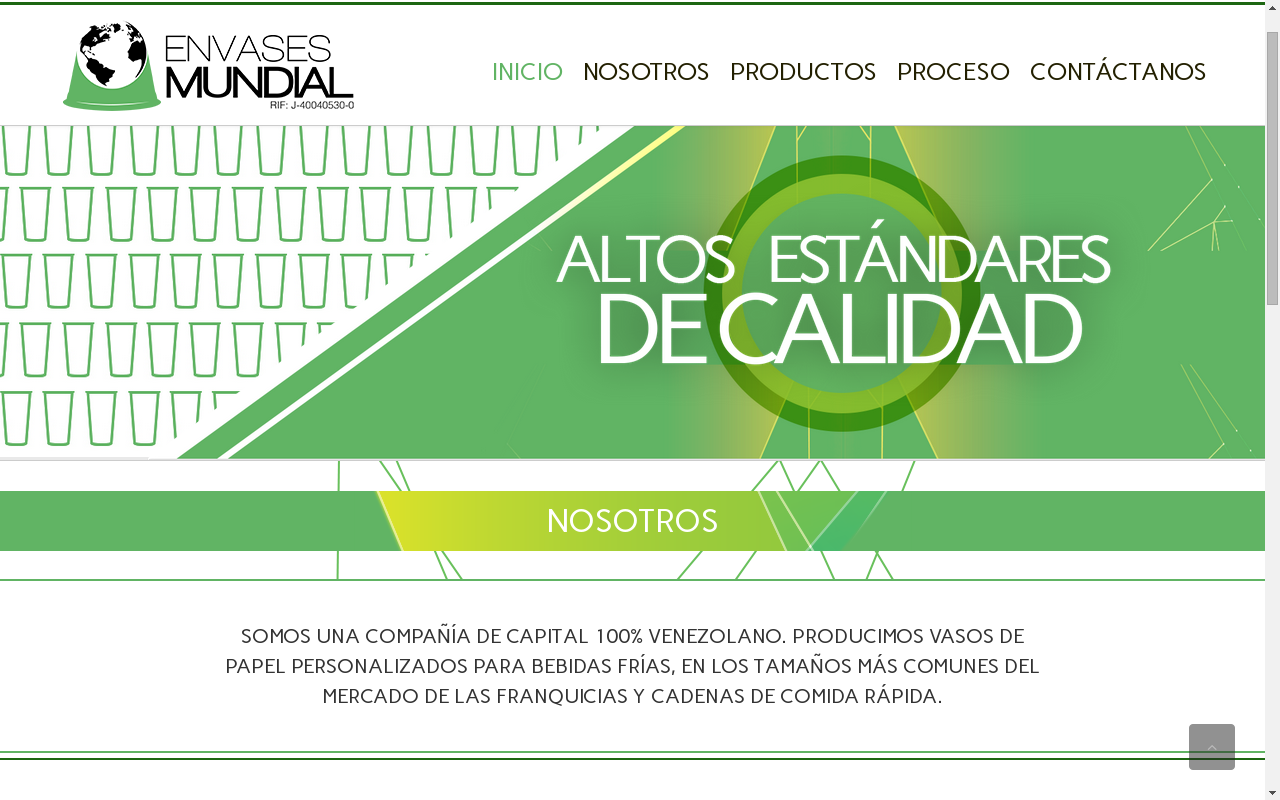 ENVASES
MUNDIAL
RIF: J-40040530-0
INICIO NOSOTROS PRODUCTOS PROCESO CONTÁCTANOS
ALTOS ESTÁNDARES
DE CALIDAD
NOSOTROS
SOMOS UNA COMPAÑÍA DE CAPITAL 100% VENEZOLANO. PRODUCIMOS VASOS DE
PAPEL PERSONALIZADOS PARA BEBIDAS FRÍAS, EN LOS TAMAÑOS MÁS COMUNES DEL
MERCADO DE LAS FRANQUICIAS Y CADENAS DE COMIDA RÁPIDA.